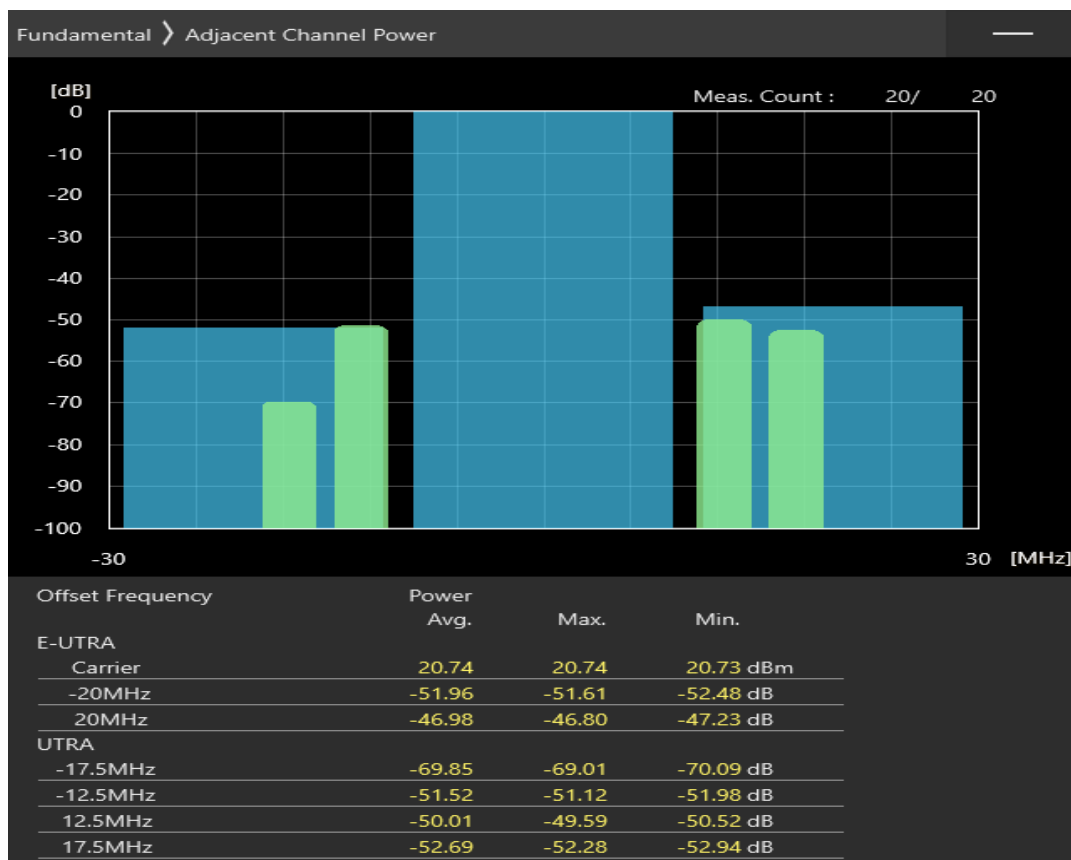 Fundamental ❯ Adjacent Channel Power
[dB]
Meas. Count : 20/ 20
0
-10
-20
-30
-40
-50
-60
-70
-80
-90
-100
-30 30 [MHz]
Offset Frequency Power
Avg. Max. Min.
E-UTRA
Carrier 20.74 20.74 20.73 dBm
-20MHz -51.96 -51.61 -52.48 dB
20MHz -46.98 -46.80 -47.23 dB
UTRA
-17.5MHz -69.85 -69.01 -70.09 dB
-12.5MHz -51.52 -51.12 -51.98 dB
12.5MHz -50.01 -49.59 -50.52 dB
17.5MHz -52.69 -52.28 -52.94 dB